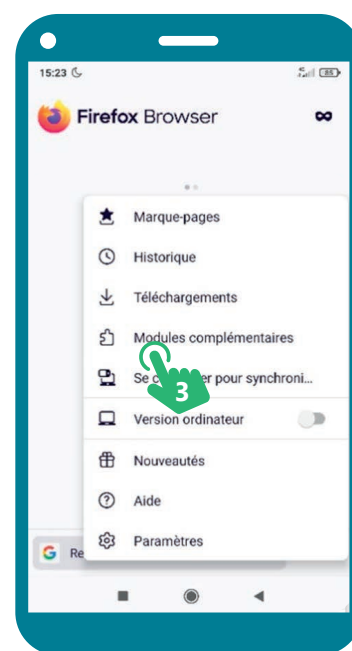 15:23
4G
85
Firefox Browser
Marque-pages
Historique
Téléchargements
Modules complémentaires
Se pour synchroni...
3
Version ordinateur
Nouveautés
Aide
Paramètres
G Re